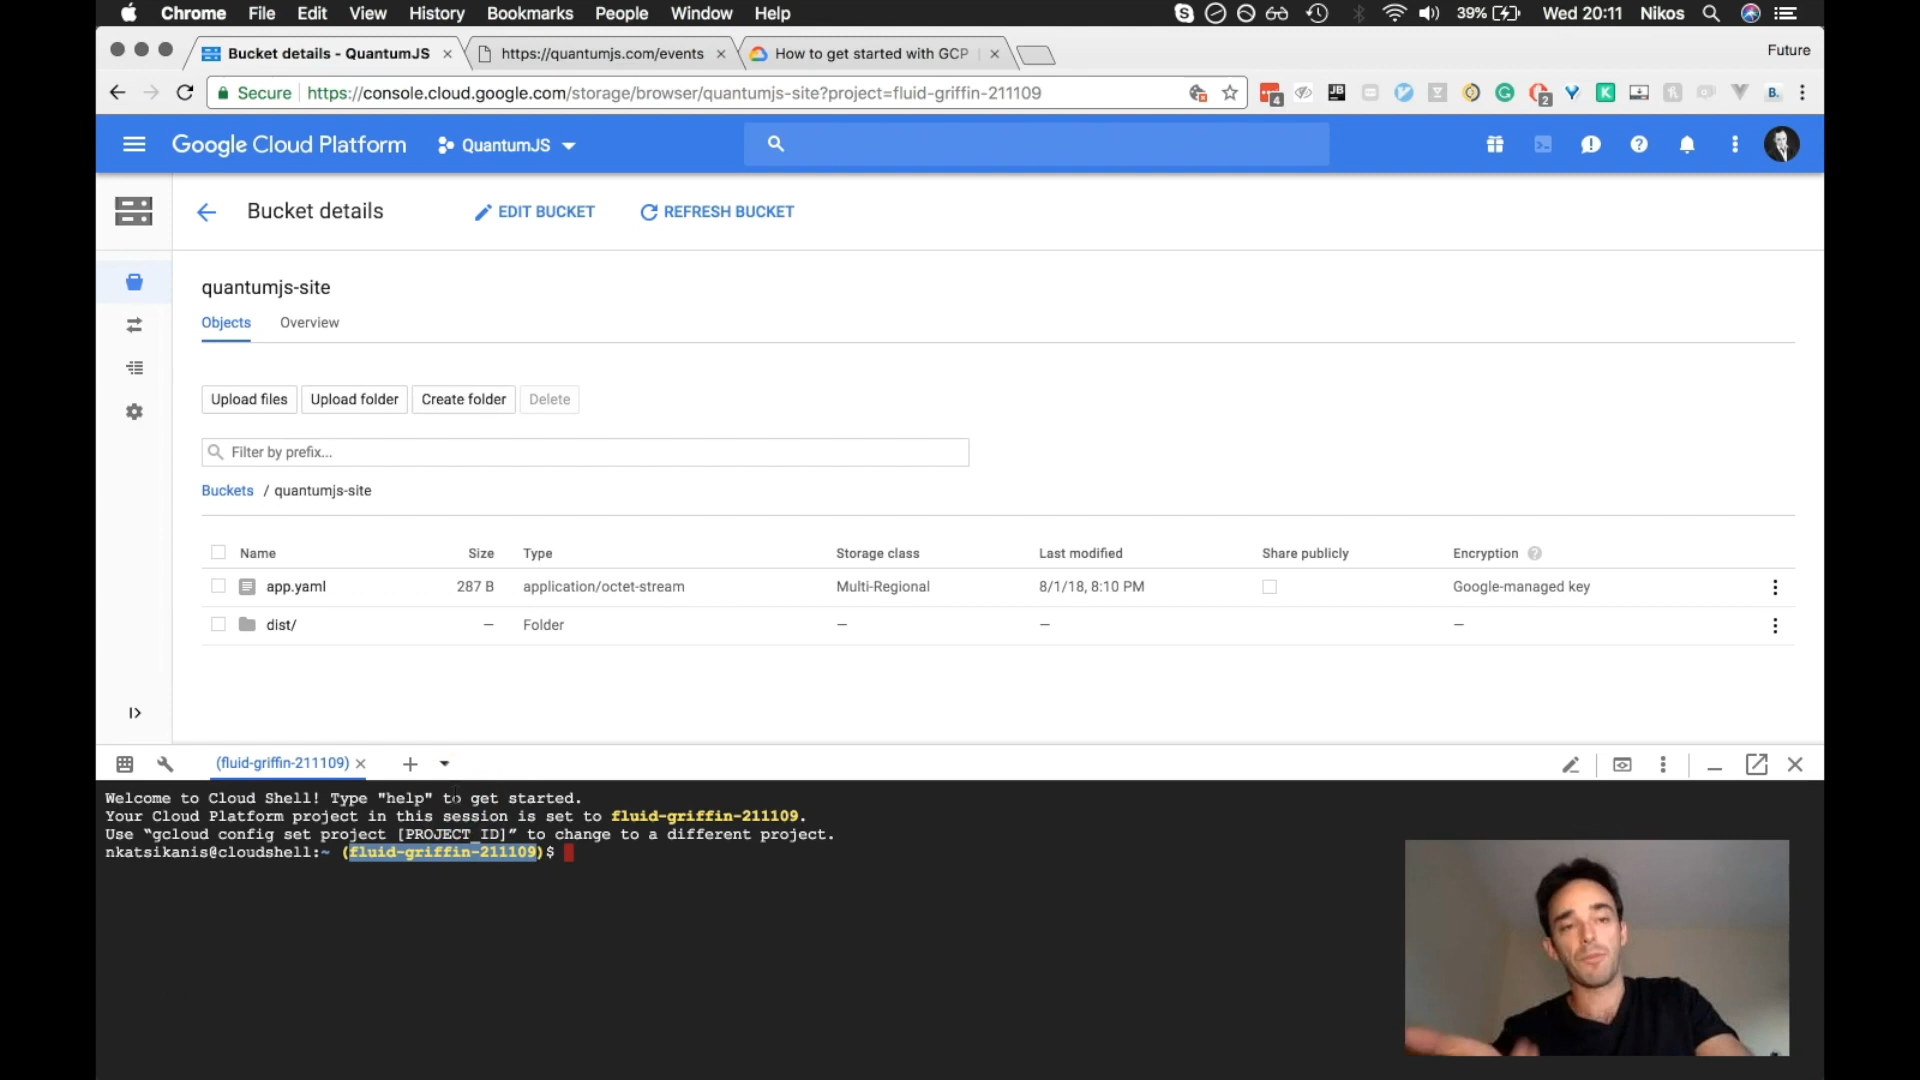 Chrome File Edit View History Bookmarks People Window Help 39% Wed 20:11 Nikos
Bucket details - QuantumJS https://quantumjs.com/events How to get started with GCP Future
Secure https://console.cloud.google.com/storage/browser/quantumjs-site?project=fluid-griffin-211109 4 JB 2 K B.
Google Cloud Platform QuantumJS
Bucket details EDIT BUCKET REFRESH BUCKET
quantumjs-site
Objects Overview
Upload files Upload folder Create folder Delete
Filter by prefix...
Buckets / quantumjs-site
Name Size Type Storage class Last modified Share publicly Encryption
app.yaml 287 B application/octet-stream Multi-Regional 8/1/18, 8:10 PM Google-managed key
dist/ — Folder — — —
(fluid-griffin-211109)
Welcome to Cloud Shell! Type "help" to get started.
Your Cloud Platform project in this session is set to fluid-griffin-211109.
Use “gcloud config set project [PROJECT_ID]” to change to a different project.
nkatsikanis@cloudshell:~ (fluid-griffin-211109)$